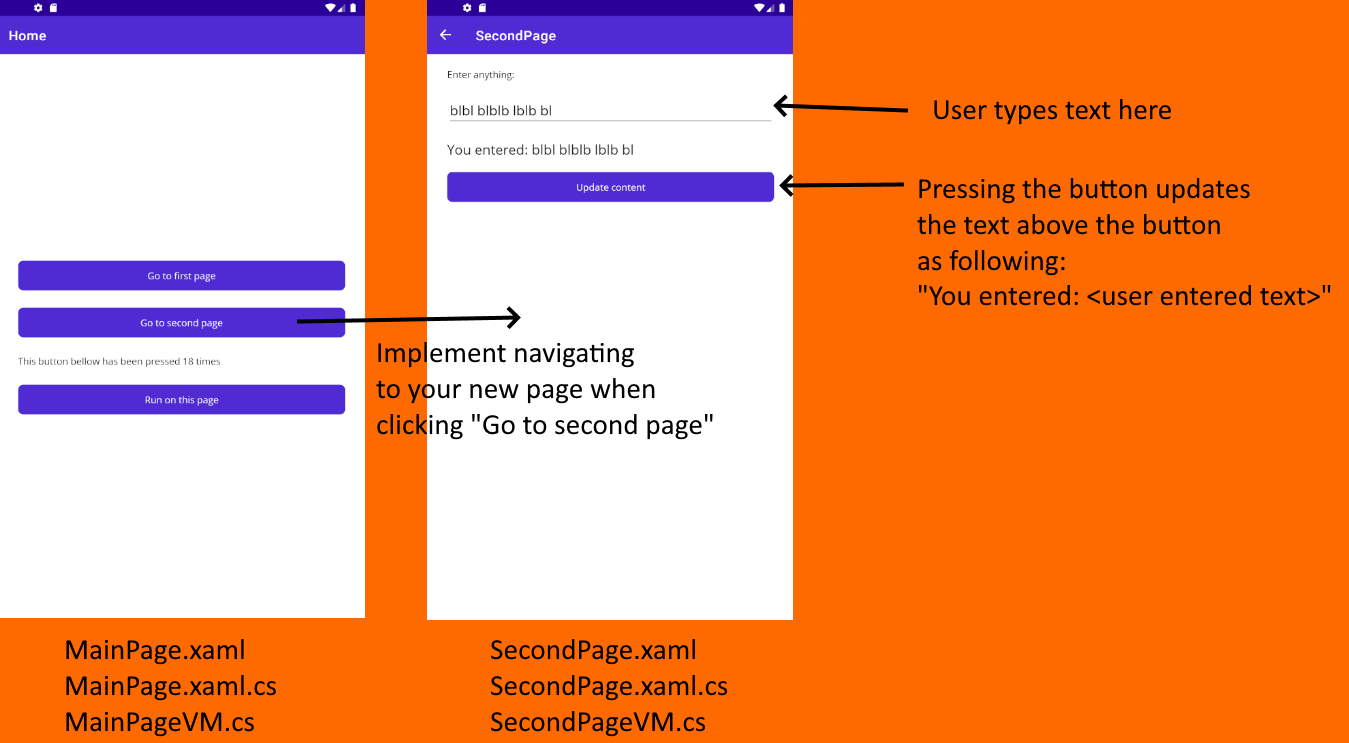 Home
Go to first page
Go to second page
This button bellow has been pressed 18 times
Run on this page
SecondPage
Enter anything:
blbl blblb lblb bl
You entered: blbl blblb lblb bl
Update content
User types text here
Pressing the button updates
the text above the button
as following:
"You entered: <user entered text>"
Implement navigating
to your new page when
clicking "Go to second page"
MainPage.xaml
MainPage.xaml.cs
MainPageVM.cs
SecondPage.xaml
SecondPage.xaml.cs
SecondPageVM.cs